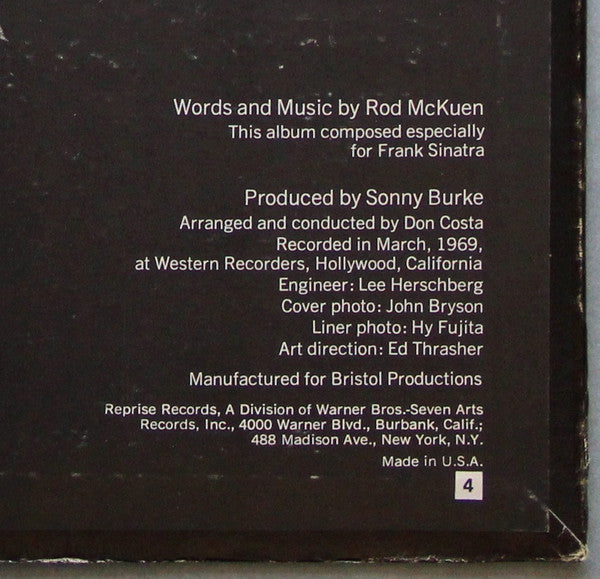 Words and Music by Rod McKuen
This album composed especially
for Frank Sinatra
Produced by Sonny Burke
Arranged and conducted by Don Costa
Recorded in March, 1969,
at Western Recorders, Hollywood, California
Engineer: Lee Herschberg
Cover photo: John Bryson
Liner photo: Hy Fujita
Art direction: Ed Thrasher
Manufactured for Bristol Productions
Reprise Records, A Division of Warner Bros.-Seven Arts
Records, Inc., 4000 Warner Blvd., Burbank, Calif.;
488 Madison Ave., New York, N.Y.
Made in U.S.A.
4